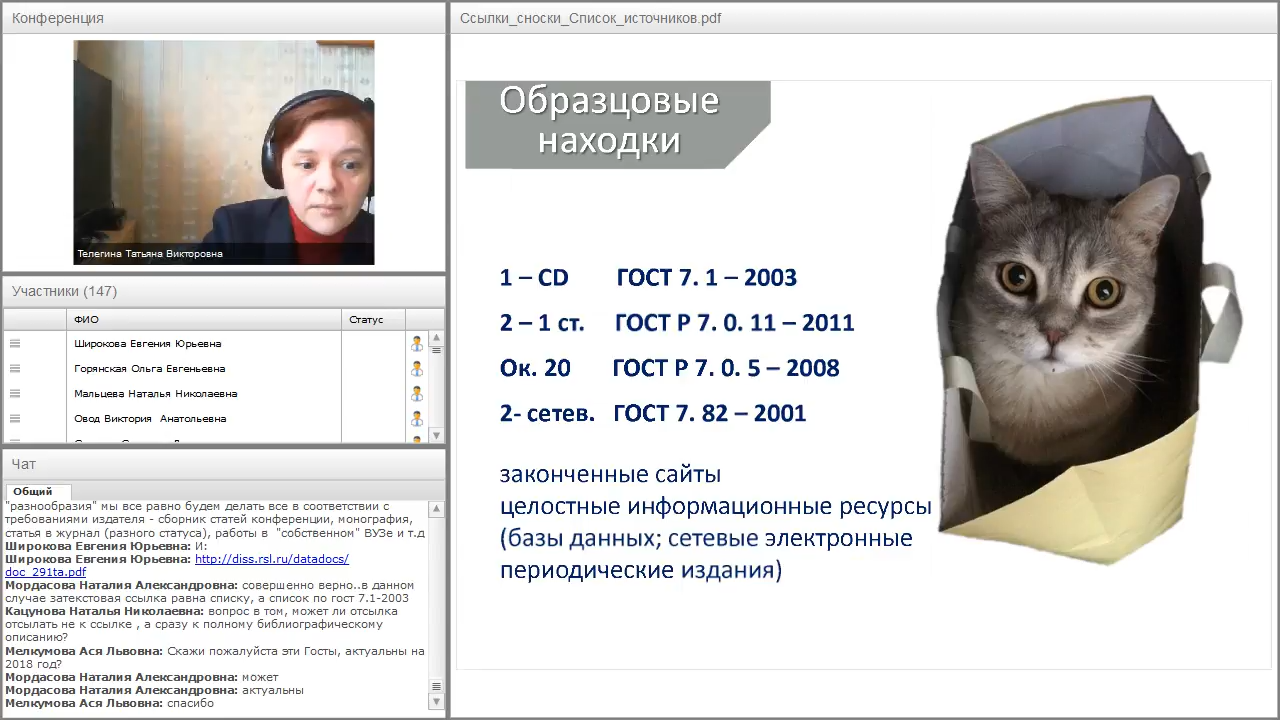 Конференция
Телегина Татьяна Викторовна
Участники (147)
ФИО
Статус
Широкова Евгения Юрьевна
Горянская Ольга Евгеньевна
Мальцева Наталья Николаевна
Овод Виктория Анатольевна
Чат
Общий
"разнообразия" мы все равно будем делать все в соответствии с
требованиями издателя - сборник статей конференции, монография,
статья в журнал (разного статуса), работы в "собственном" ВУЗе и т.д
Широкова Евгения Юрьевна: И:
Широкова Евгения Юрьевна: http://diss.rsl.ru/datadocs/
doc_291ta.pdf
Мордасова Наталия Александровна: совершенно верно..в данном
случае затекстовая ссылка равна списку, а список по гост 7.1-2003
Кацунова Наталья Николаевна: вопрос в том, может ли отсылка
отсылать не к ссылке , а сразу к полному библиографическому
описанию?
Мелкумова Ася Львовна: Скажи пожалуйста эти Госты, актуальны на
2018 год?
Мордасова Наталия Александровна: может
Мордасова Наталия Александровна: актуальны
Мелкумова Ася Львовна: спасибо
Ссылки_сноски_Список_источников.pdf
Образцовые
находки
1 – CD ГОСТ 7. 1 – 2003
2 – 1 ст. ГОСТ Р 7. 0. 11 – 2011
Ок. 20 ГОСТ Р 7. 0. 5 – 2008
2- сетев. ГОСТ 7. 82 – 2001
законченные сайты
целостные информационные ресурсы
(базы данных; сетевые электронные
периодические издания)